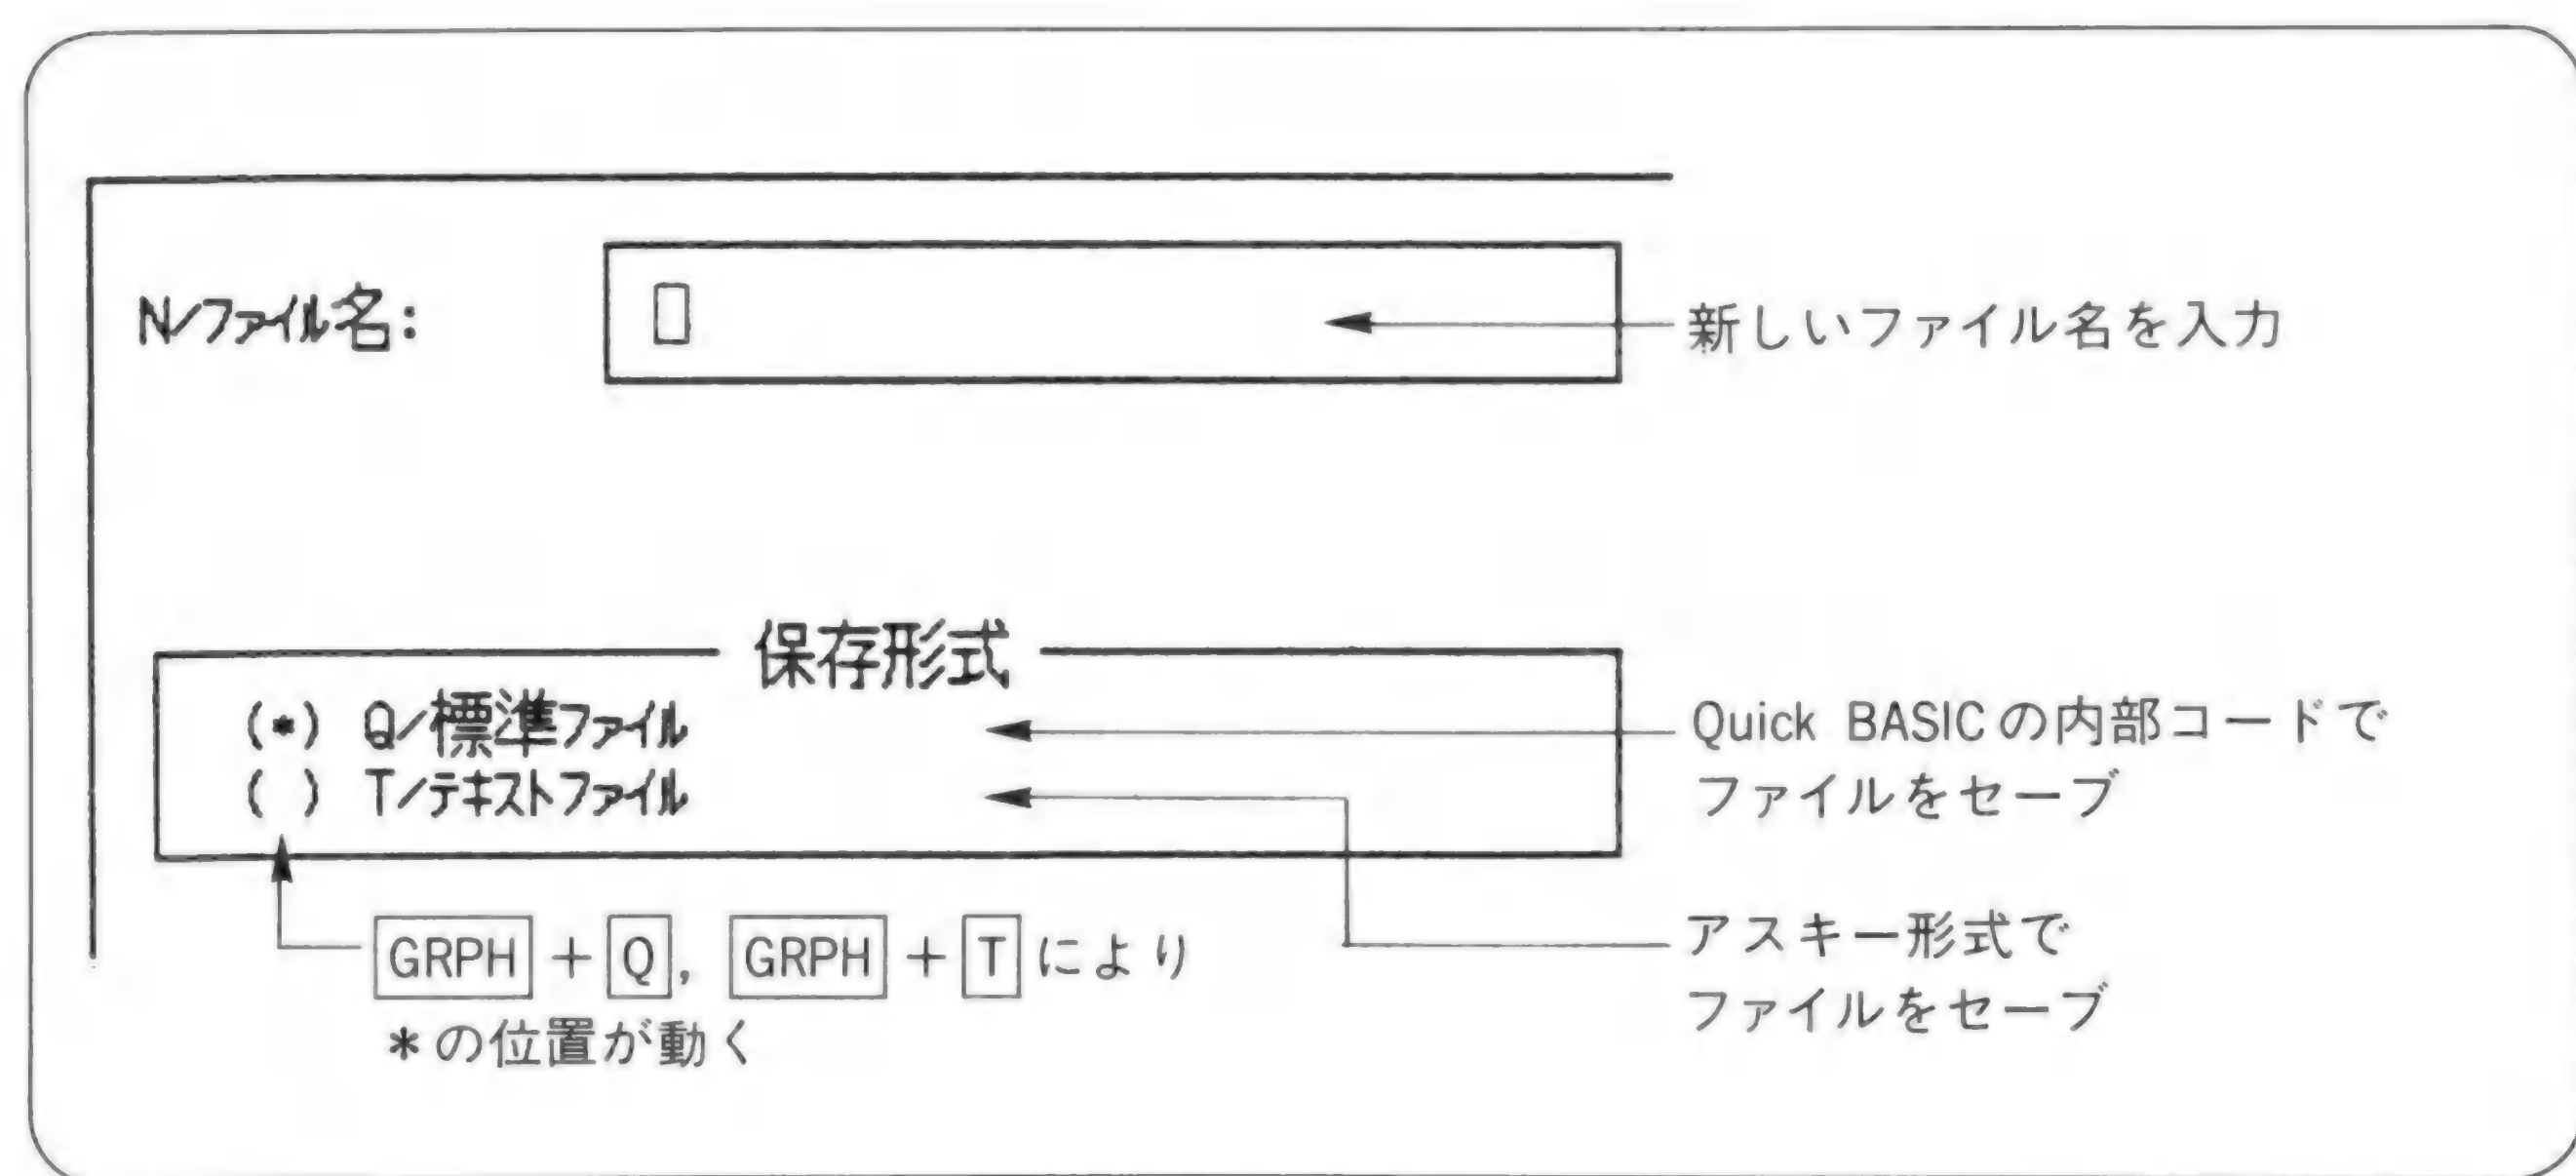 N/ファイル名:
新しいファイル名を入力
保存形式
(*) Q/標準ファイル
( ) T/テキストファイル
Quick BASICの内部コードで
ファイルをセーブ
アスキー形式で
ファイルをセーブ
GRPH + Q, GRPH + T により
*の位置が動く